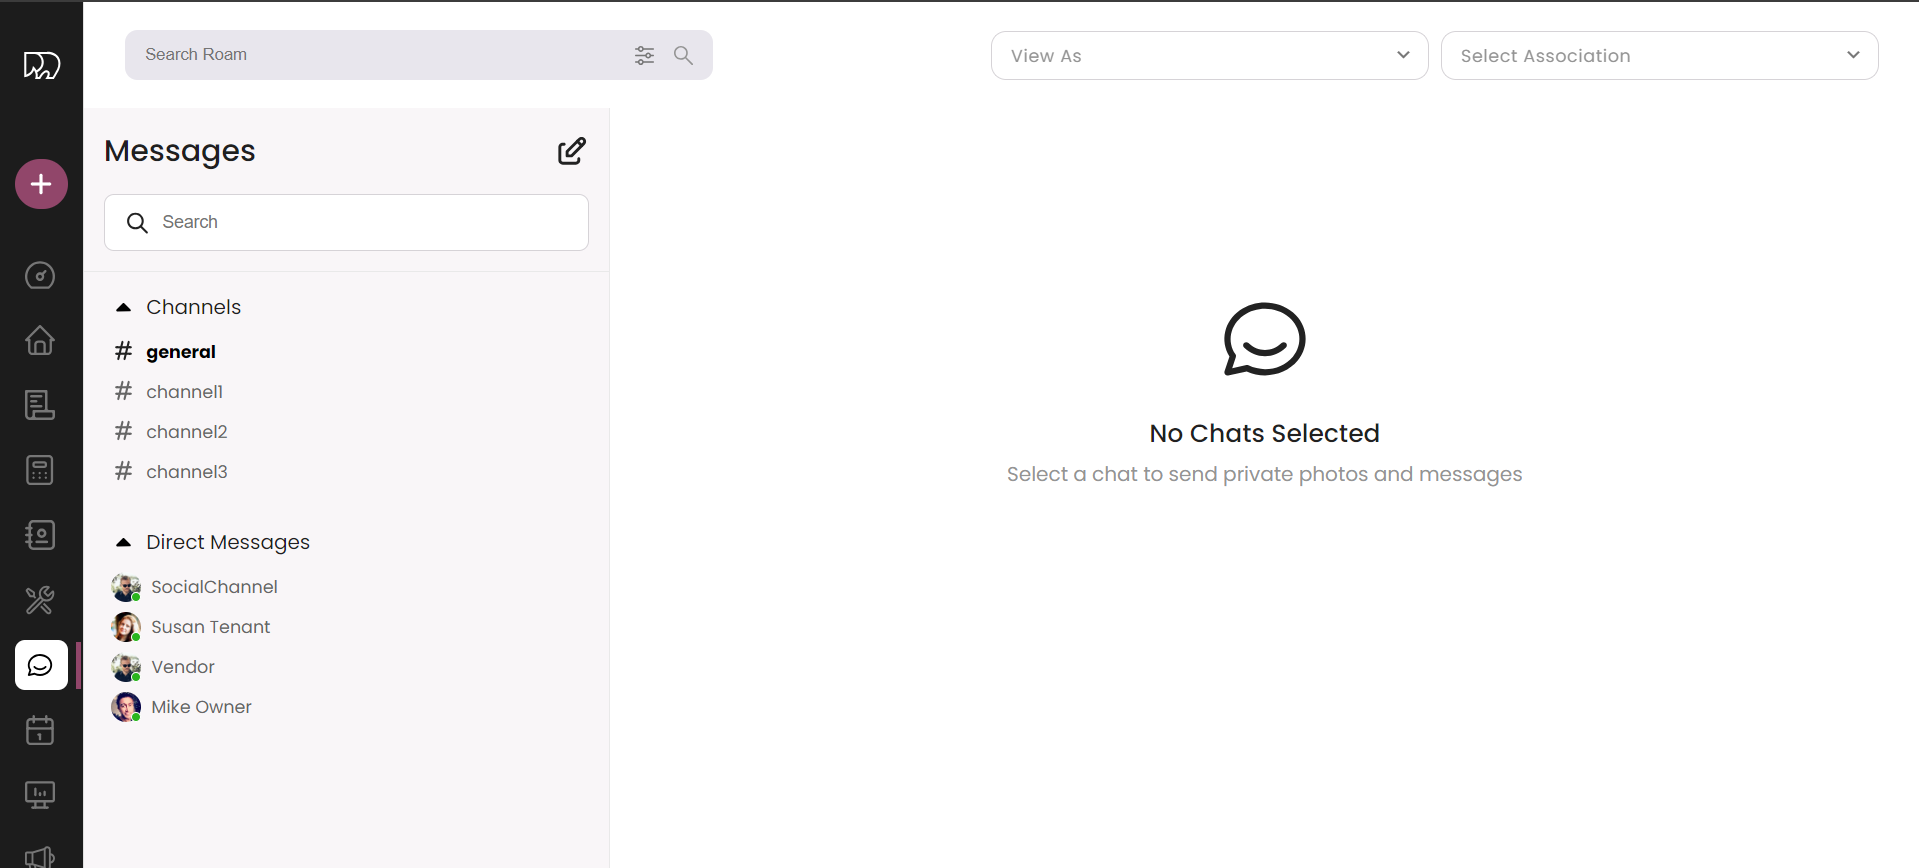 Search Roam
View As
Select Association
Messages
Search
Channels
# general
# channel1
# channel2
# channel3
Direct Messages
SocialChannel
Susan Tenant
Vendor
Mike Owner
No Chats Selected
Select a chat to send private photos and messages
1